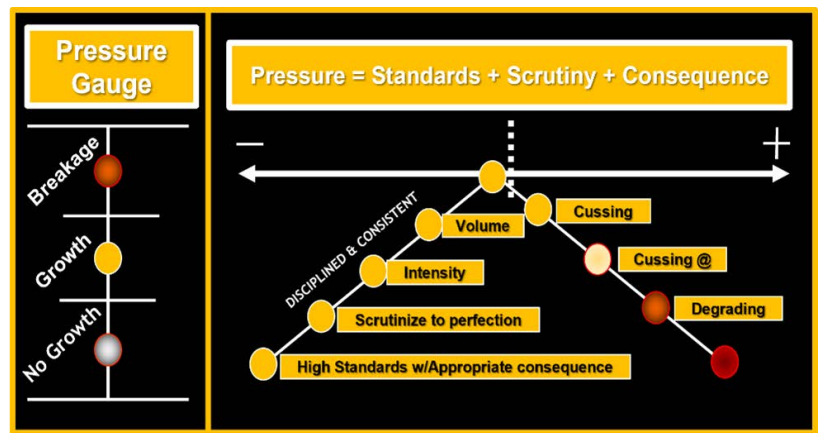 Pressure
Gauge
Breakage
Growth
No Growth
Pressure = Standards + Scrutiny + Consequence
−
+
DISCIPLINED & CONSISTENT
Volume
Intensity
Scrutinize to perfection
High Standards w/Appropriate consequence
Cussing
Cussing @
Degrading